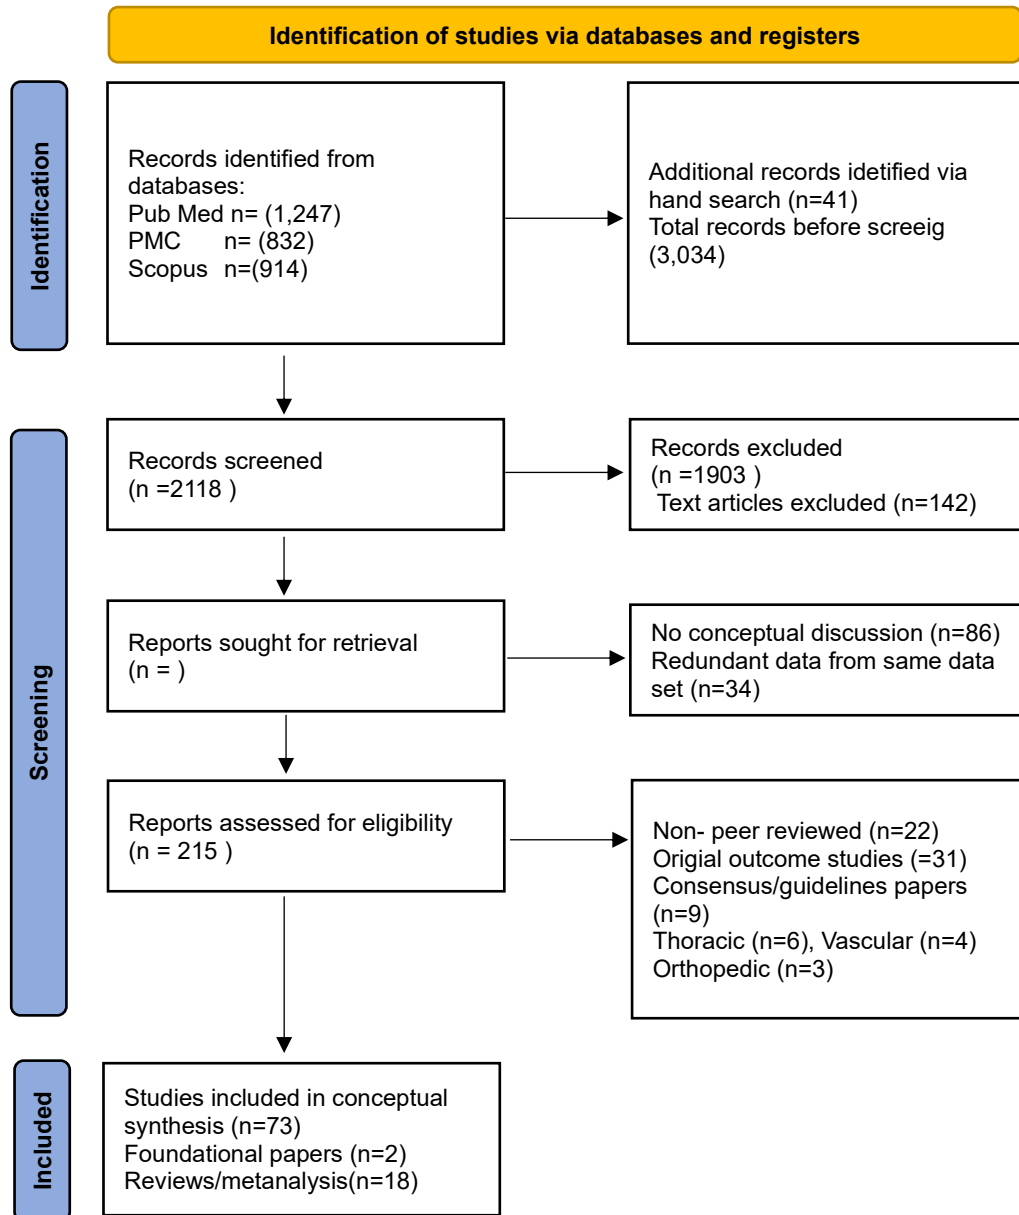 Identification of studies via databases and registers
Identification
Records identified from
databases:
Pub Med n= (1,247)
PMC n= (832)
Scopus n=(914)
Additional records idetified via
hand search (n=41)
Total records before screeig
(3,034)
Screening
Records screened
(n =2118 )
Records excluded
(n =1903 )
Text articles excluded (n=142)
Reports sought for retrieval
(n = )
No conceptual discussion (n=86)
Redundant data from same data
set (n=34)
Reports assessed for eligibility
(n = 215 )
Non- peer reviewed (n=22)
Origial outcome studies (=31)
Consensus/guidelines papers
(n=9)
Thoracic (n=6), Vascular (n=4)
Orthopedic (n=3)
Included
Studies included in conceptual
synthesis (n=73)
Foundational papers (n=2)
Reviews/metanalysis(n=18)